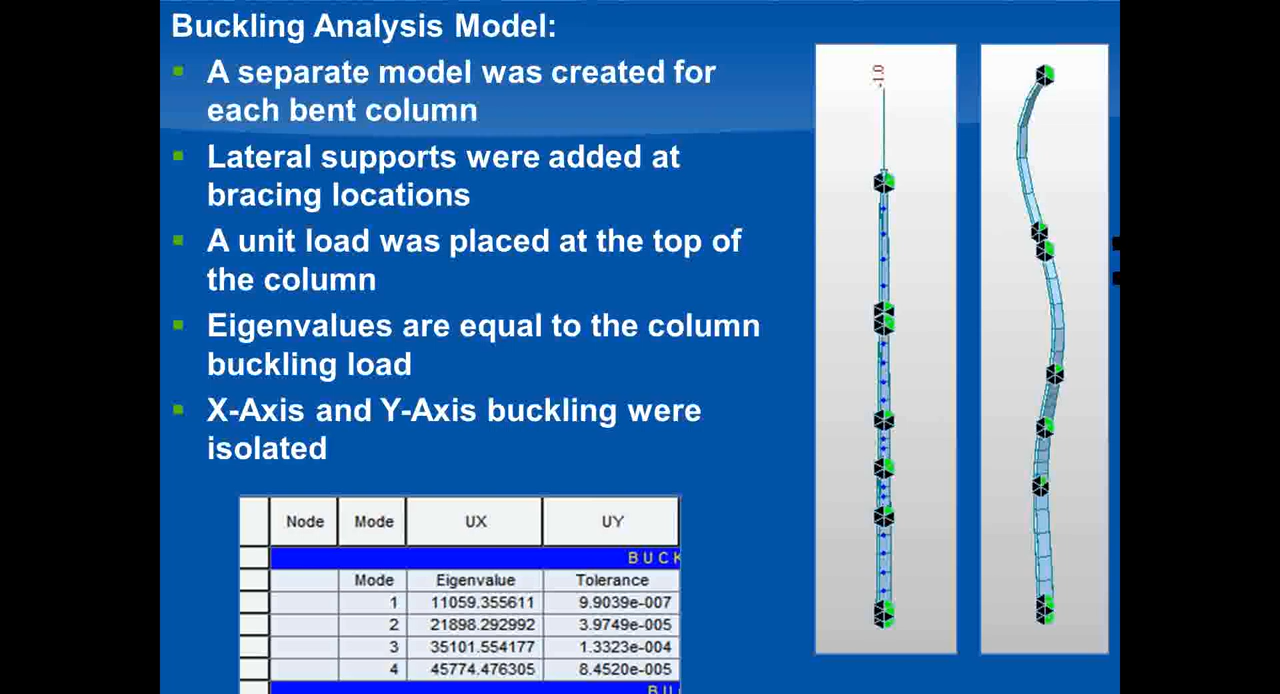 Buckling Analysis Model:
A separate model was created for
each bent column
Lateral supports were added at
bracing locations
A unit load was placed at the top of
the column
Eigenvalues are equal to the column
buckling load
X-Axis and Y-Axis buckling were
isolated
-1.0
Node Mode UX UY
BUCK
Mode Eigenvalue Tolerance
1 11059.355611 9.9039e-007
2 21898.292992 3.9749e-005
3 35101.554177 1.3323e-004
4 45774.476305 8.4520e-005